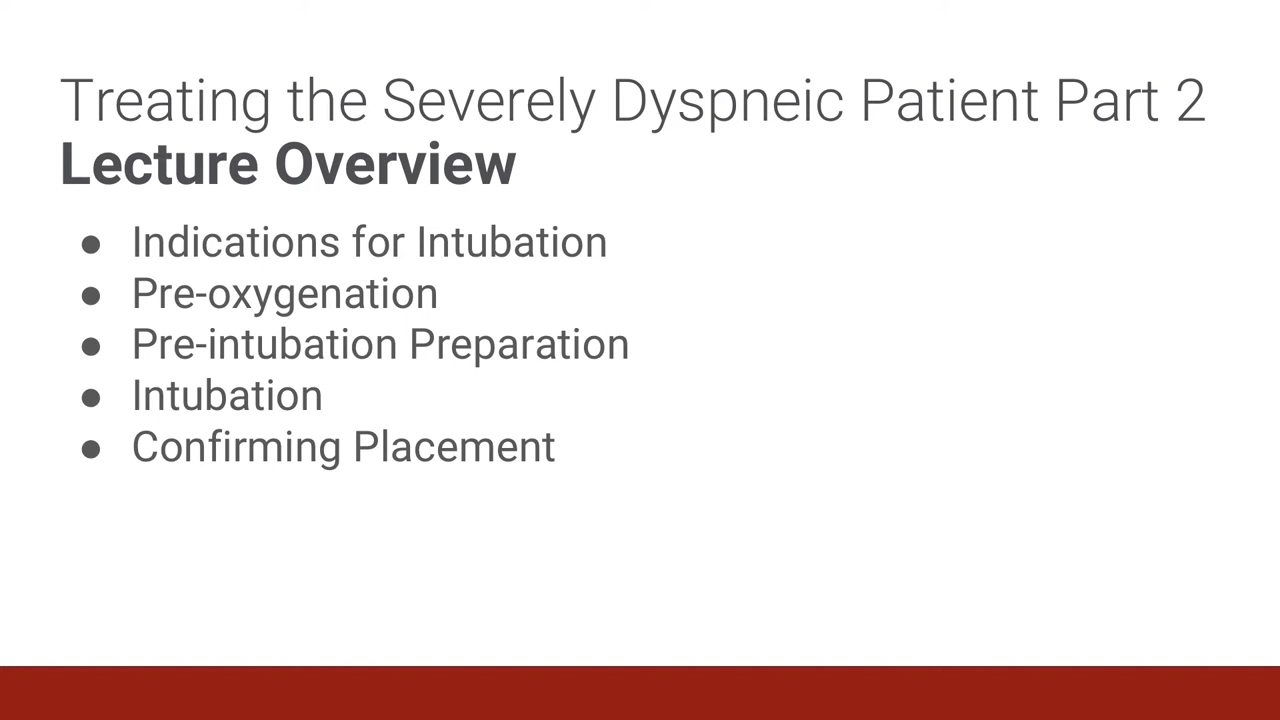 Treating the Severely Dyspneic Patient Part 2
Lecture Overview
● Indications for Intubation
● Pre-oxygenation
● Pre-intubation Preparation
● Intubation
● Confirming Placement